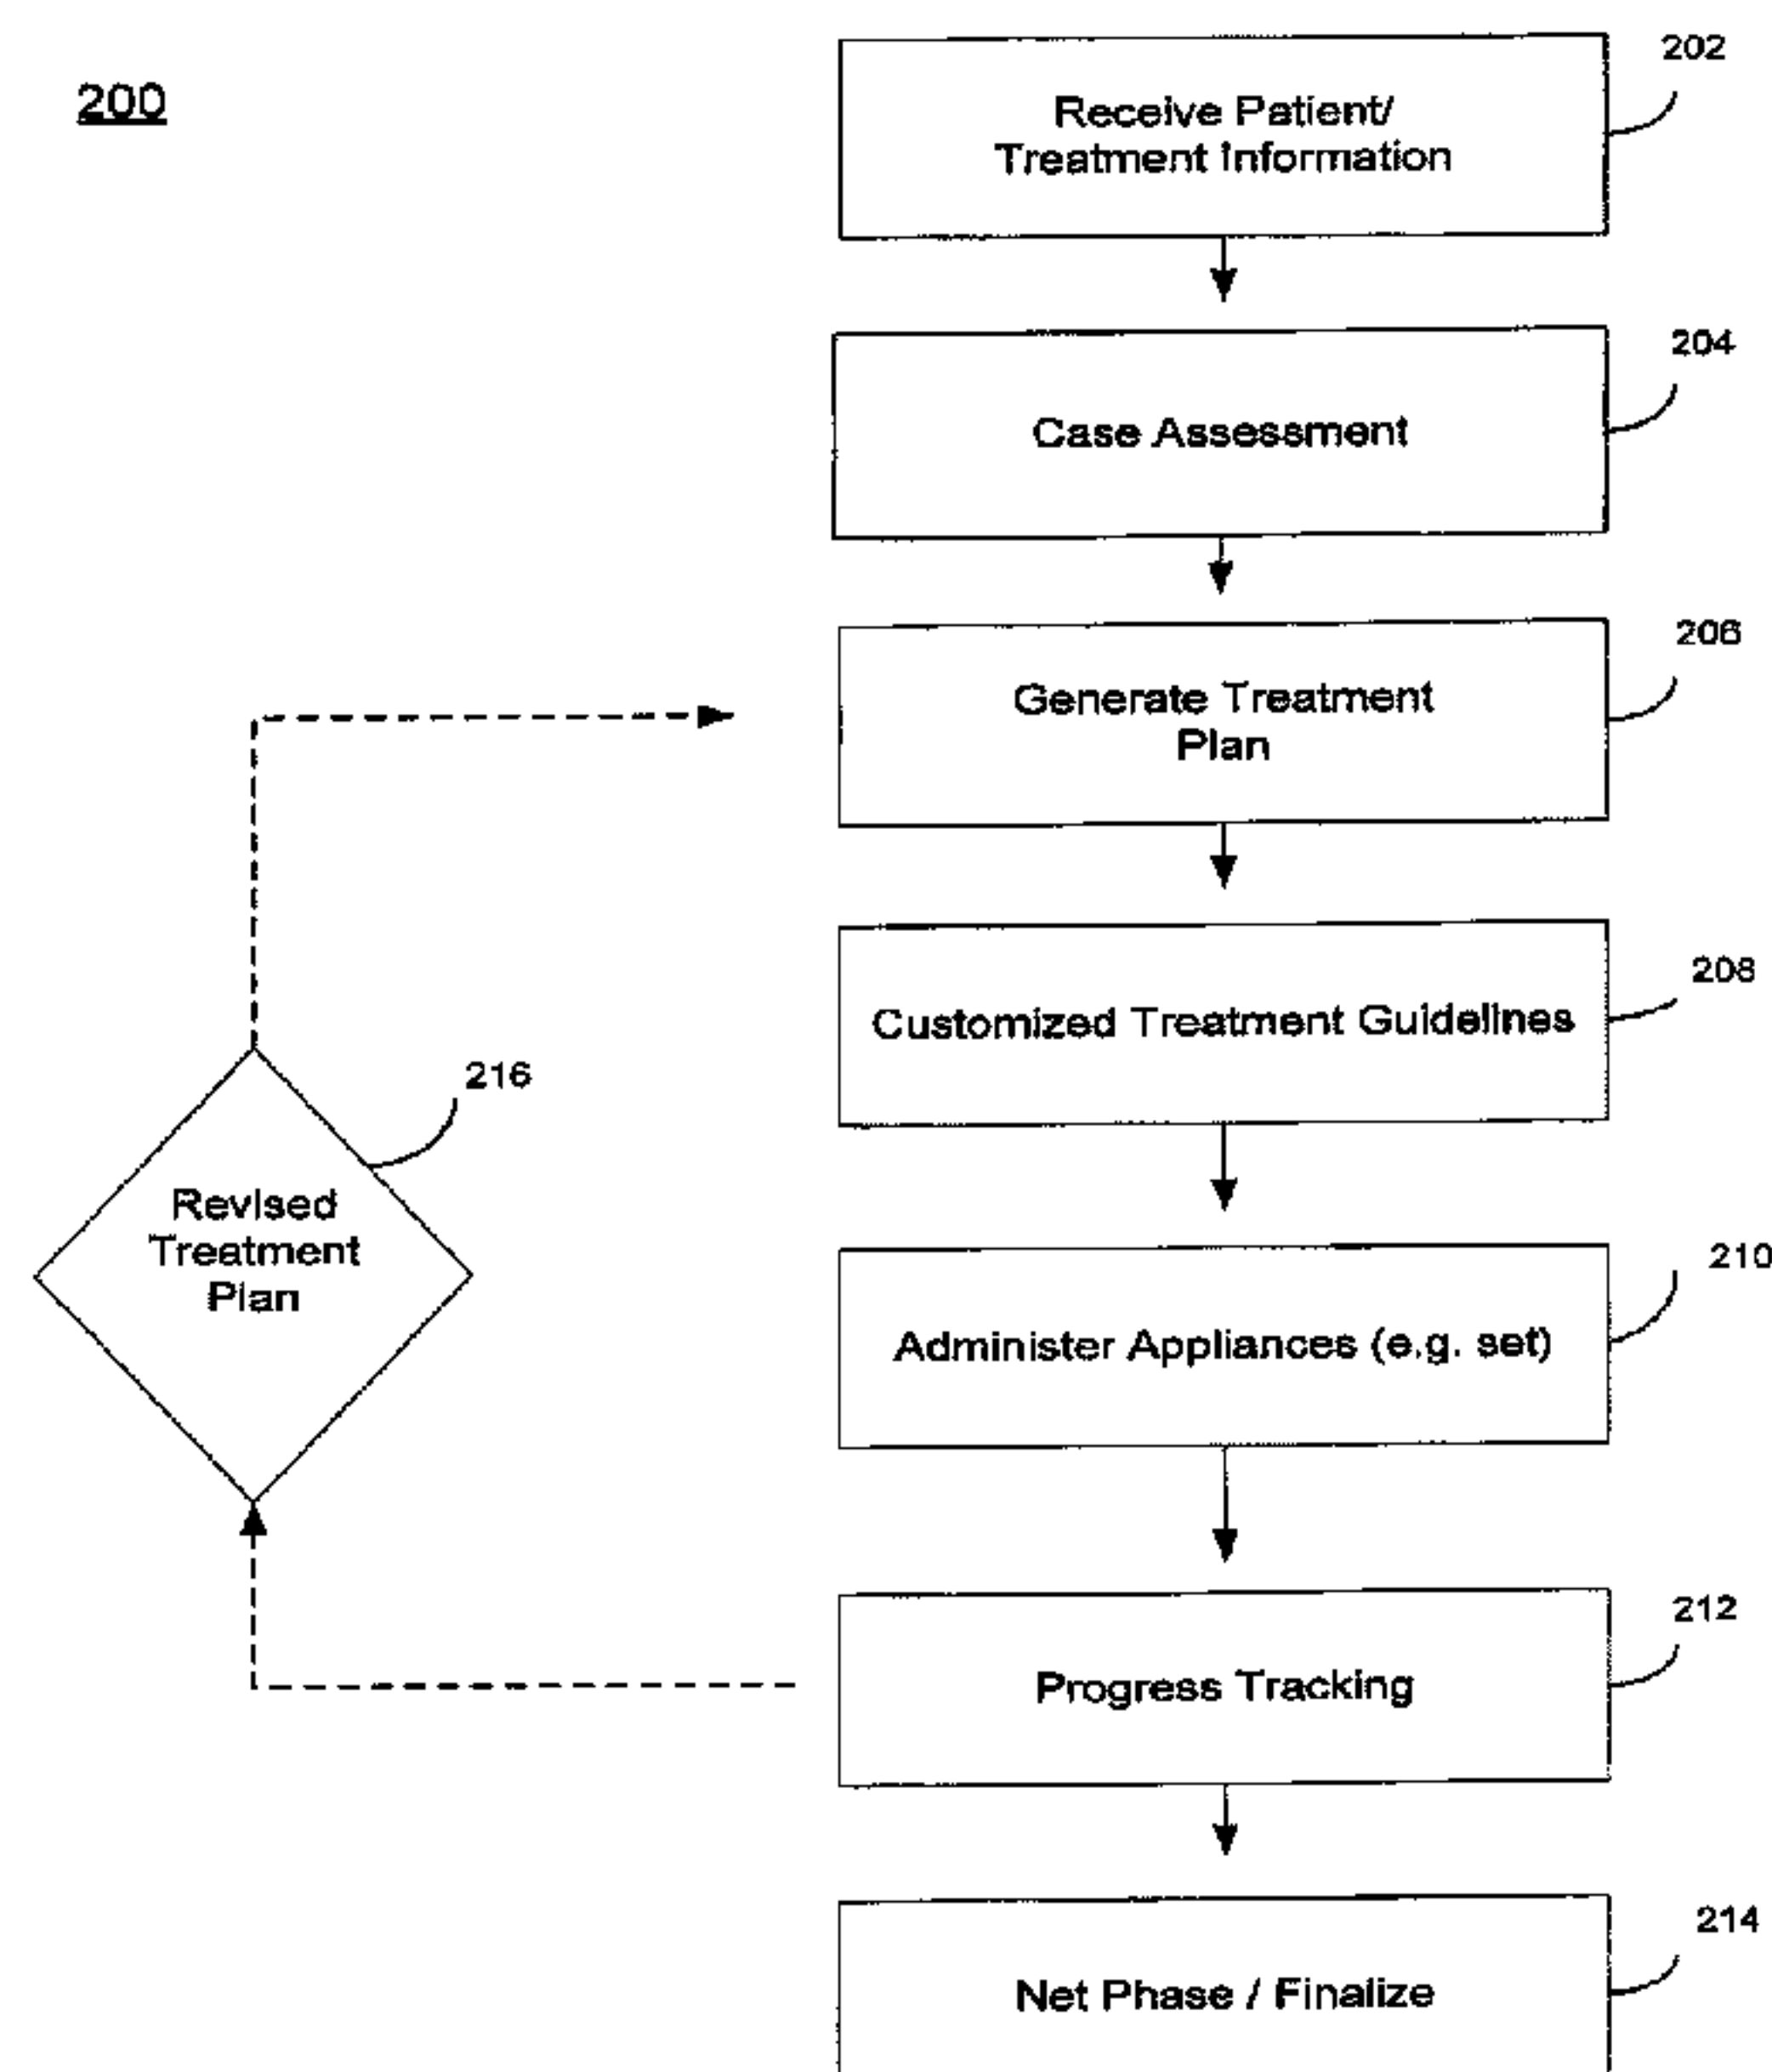 200
202
Receive Patient/
Treatment Information
204
Case Assessment
206
Generate Treatment
Plan
208
Customized Treatment Guidelines
216
Revised
Treatment
Plan
210
Administer Appliances (e.g. set)
212
Progress Tracking
214
Net Phase / Finalize